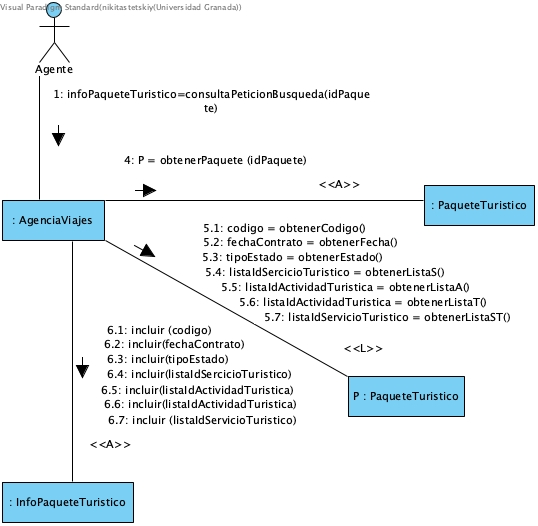 Visual Paradigm Standard(nikitastetskiy(Universidad Granada))
Agente
1: infoPaqueteTuristico=consultaPeticionBusqueda(idPaque
te)
4: P = obtenerPaquete (idPaquete)
<<A>>
: AgenciaViajes
: PaqueteTuristico
5.1: codigo = obtenerCodigo()
5.2: fechaContrato = obtenerFecha()
5.3: tipoEstado = obtenerEstado()
5.4: listaIdSercicioTuristico = obtenerListaS()
5.5: listaIdActividadTuristica = obtenerListaA()
5.6: listaIdActividadTuristica = obtenerListaT()
5.7: listaIdServicioTuristico = obtenerListaST()
<<L>>
6.1: incluir (codigo)
6.2: incluir(fechaContrato)
6.3: incluir(tipoEstado)
6.4: incluir(listaIdSercicioTuristico)
6.5: incluir(listaIdActividadTuristica)
6.6: incluir(listaIdActividadTuristica)
6.7: incluir (listaIdServicioTuristico)
P : PaqueteTuristico
<<A>>
: InfoPaqueteTuristico